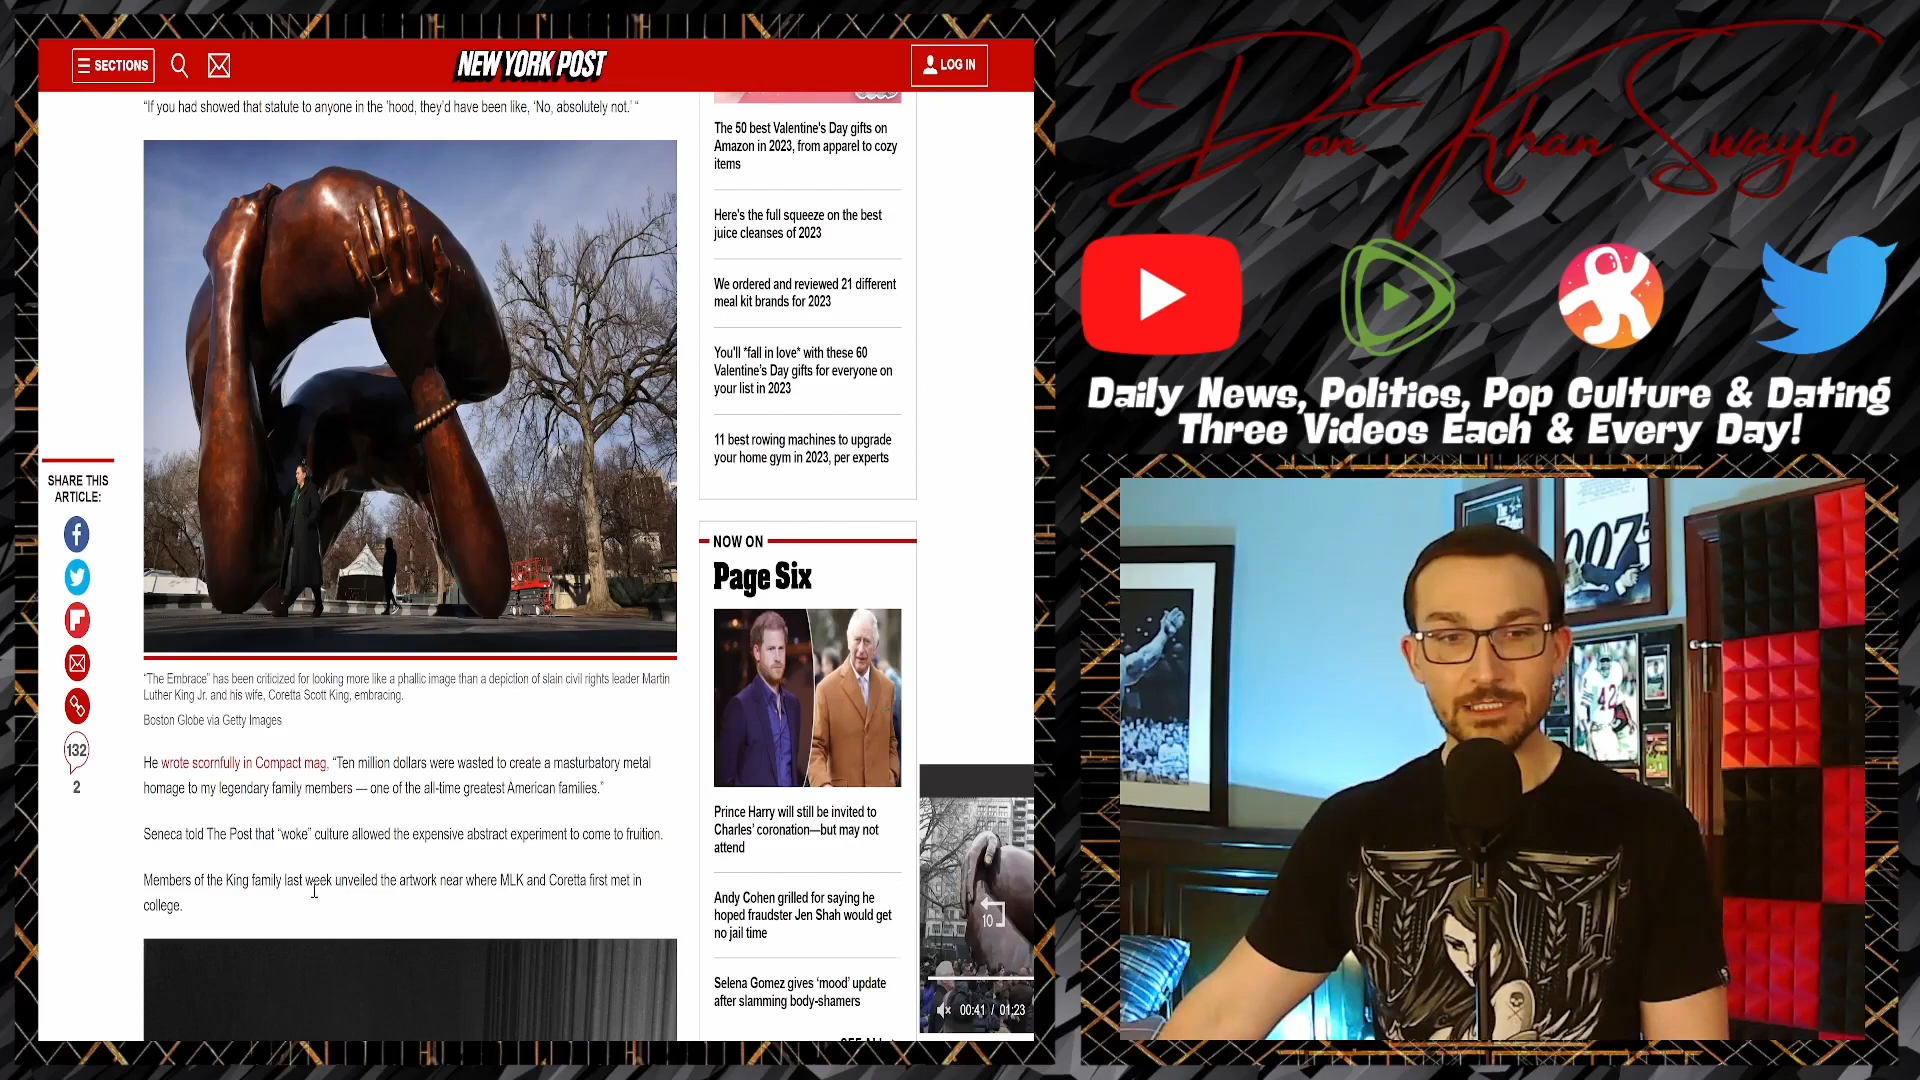 SECTIONS
NEW YORK POST
LOG IN
“If you had showed that statute to anyone in the ’hood, they’d have been like, ‘No, absolutely not.’ “
SHARE THIS
ARTICLE:
132
2
“The Embrace” has been criticized for looking more like a phallic image than a depiction of slain civil rights leader Martin
Luther King Jr. and his wife, Coretta Scott King, embracing.
Boston Globe via Getty Images
He wrote scornfully in Compact mag, “Ten million dollars were wasted to create a masturbatory metal
homage to my legendary family members — one of the all-time greatest American families.”
Seneca told The Post that “woke” culture allowed the expensive abstract experiment to come to fruition.
Members of the King family last week unveiled the artwork near where MLK and Coretta first met in
college.
The 50 best Valentine's Day gifts on
Amazon in 2023, from apparel to cozy
items
Here's the full squeeze on the best
juice cleanses of 2023
We ordered and reviewed 21 different
meal kit brands for 2023
You'll *fall in love* with these 60
Valentine's Day gifts for everyone on
your list in 2023
11 best rowing machines to upgrade
your home gym in 2023, per experts
NOW ON
Page Six
Prince Harry will still be invited to
Charles’ coronation—but may not
attend
Andy Cohen grilled for saying he
hoped fraudster Jen Shah would get
no jail time
Selena Gomez gives ‘mood’ update
after slamming body-shamers
10
00:41 / 01:23
Don Khan Swaylo
Daily News, Politics, Pop Culture & Dating
Three Videos Each & Every Day!
007
42